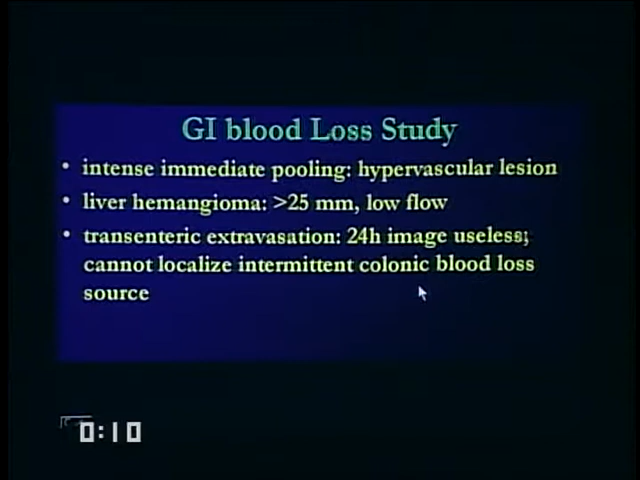 GI blood Loss Study
• intense immediate pooling: hypervascular lesion
• liver hemangioma: >25 mm, low flow
• transenteric extravasation: 24h image useless;
cannot localize intermittent colonic blood loss
source
0:10